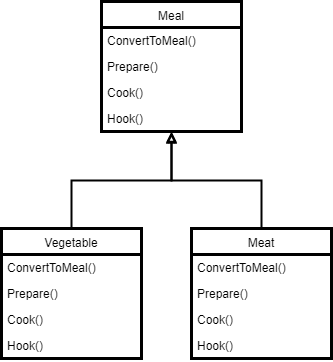 Meal
ConvertToMeal()
Prepare()
Cook()
Hook()
Vegetable
ConvertToMeal()
Prepare()
Cook()
Hook()
Meat
ConvertToMeal()
Prepare()
Cook()
Hook()